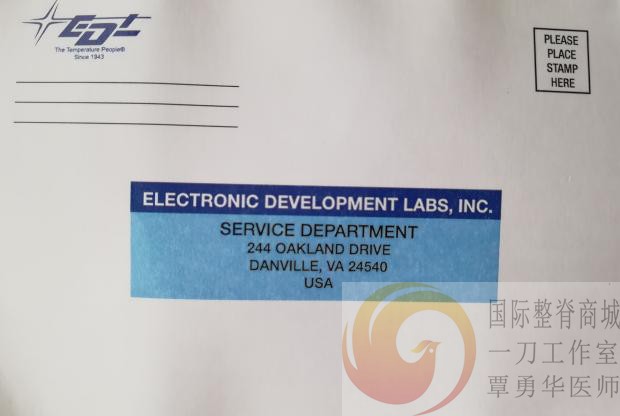 EDL
The Temperature People®
Since 1943
PLEASE
PLACE
STAMP
HERE
ELECTRONIC DEVELOPMENT LABS, INC.
SERVICE DEPARTMENT
244 OAKLAND DRIVE
DANVILLE, VA 24540
USA
国际整脊商城
一刀工作室
覃勇华医师